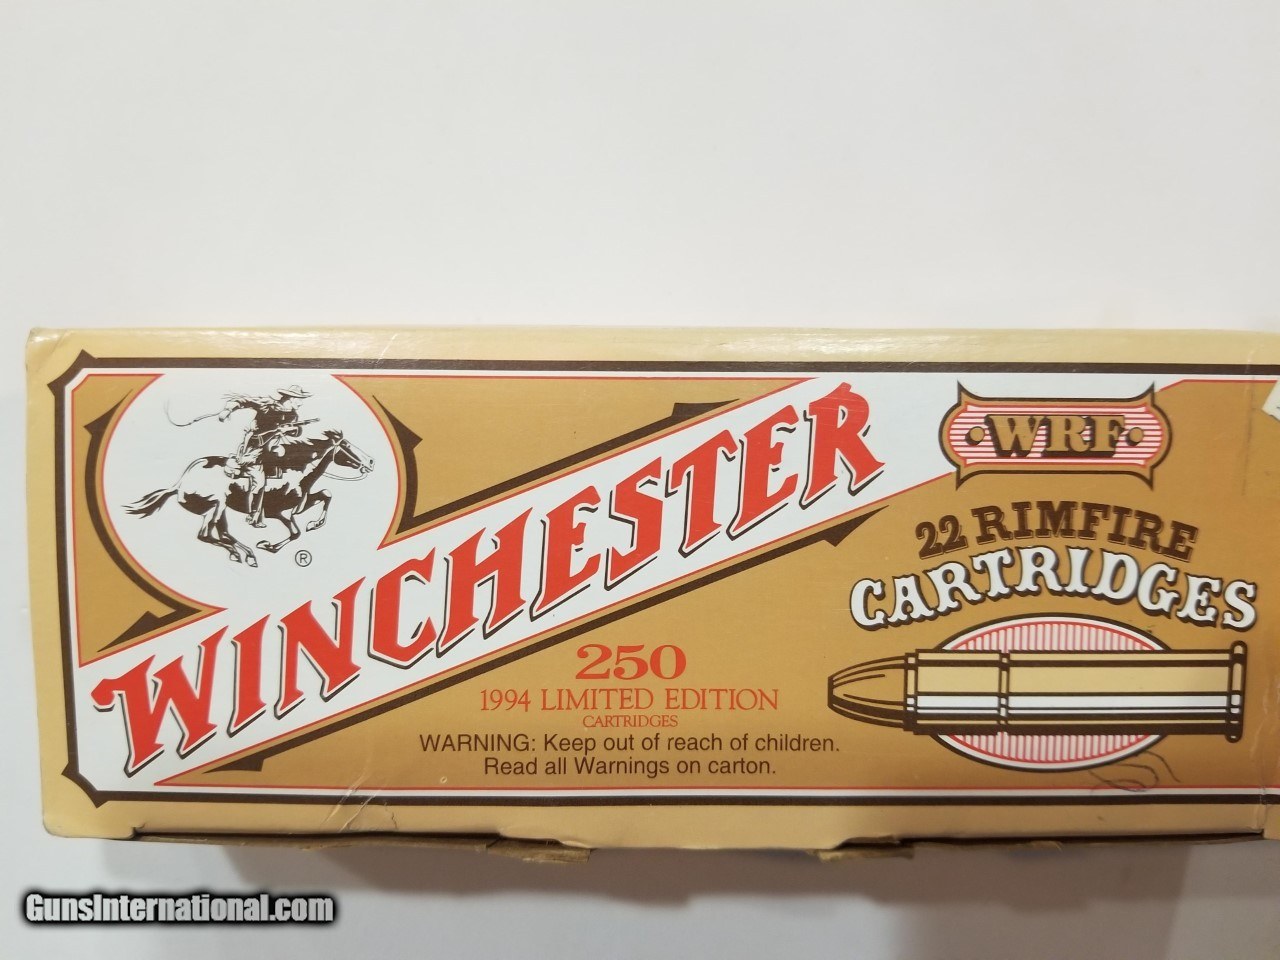 WINCHESTER
®
·WRF·
22 RIMFIRE
CARTRIDGES
250
1994 LIMITED EDITION
CARTRIDGES
WARNING: Keep out of reach of children.
Read all Warnings on carton.
GunsInternational.com